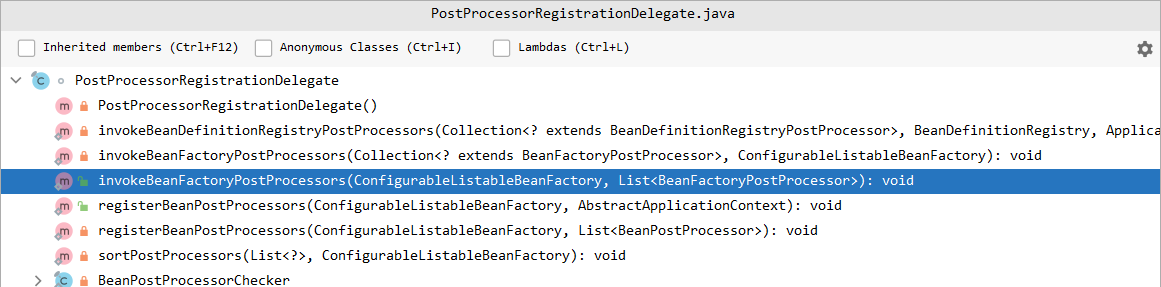 PostProcessorRegistrationDelegate.java
Inherited members (Ctrl+F12) Anonymous Classes (Ctrl+I) Lambdas (Ctrl+L)
C PostProcessorRegistrationDelegate
m PostProcessorRegistrationDelegate()
m invokeBeanDefinitionRegistryPostProcessors(Collection<? extends BeanDefinitionRegistryPostProcessor>, BeanDefinitionRegistry, Applica
m invokeBeanFactoryPostProcessors(Collection<? extends BeanFactoryPostProcessor>, ConfigurableListableBeanFactory): void
m invokeBeanFactoryPostProcessors(ConfigurableListableBeanFactory, List<BeanFactoryPostProcessor>): void
m registerBeanPostProcessors(ConfigurableListableBeanFactory, AbstractApplicationContext): void
m registerBeanPostProcessors(ConfigurableListableBeanFactory, List<BeanPostProcessor>): void
m sortPostProcessors(List<?>, ConfigurableListableBeanFactory): void
C BeanPostProcessorChecker